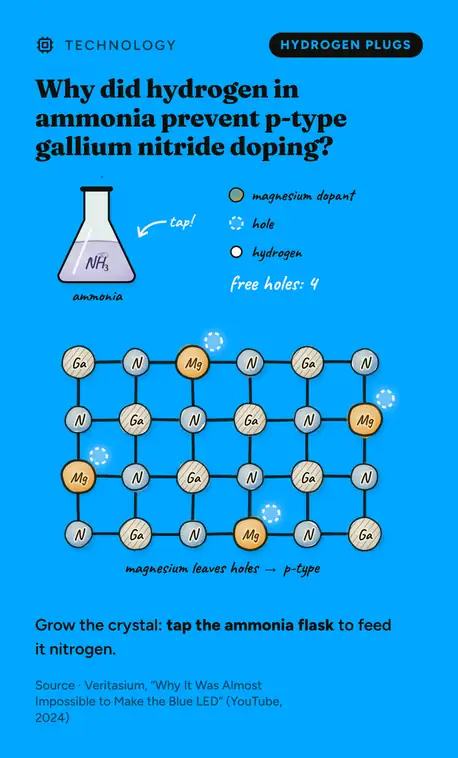 TECHNOLOGY
HYDROGEN PLUGS
Why did hydrogen in
ammonia prevent p-type
gallium nitride doping?
NH₃
tap!
ammonia
magnesium dopant
hole
hydrogen
free holes: 4
Ga N Mg N Ga N
N Ga N Ga N Mg
Mg N Ga N Ga N
N Ga N Mg N Ga
magnesium leaves holes → p-type
Grow the crystal: tap the ammonia flask to feed
it nitrogen.
Source · Veritasium, "Why It Was Almost
Impossible to Make the Blue LED" (YouTube,
2024)